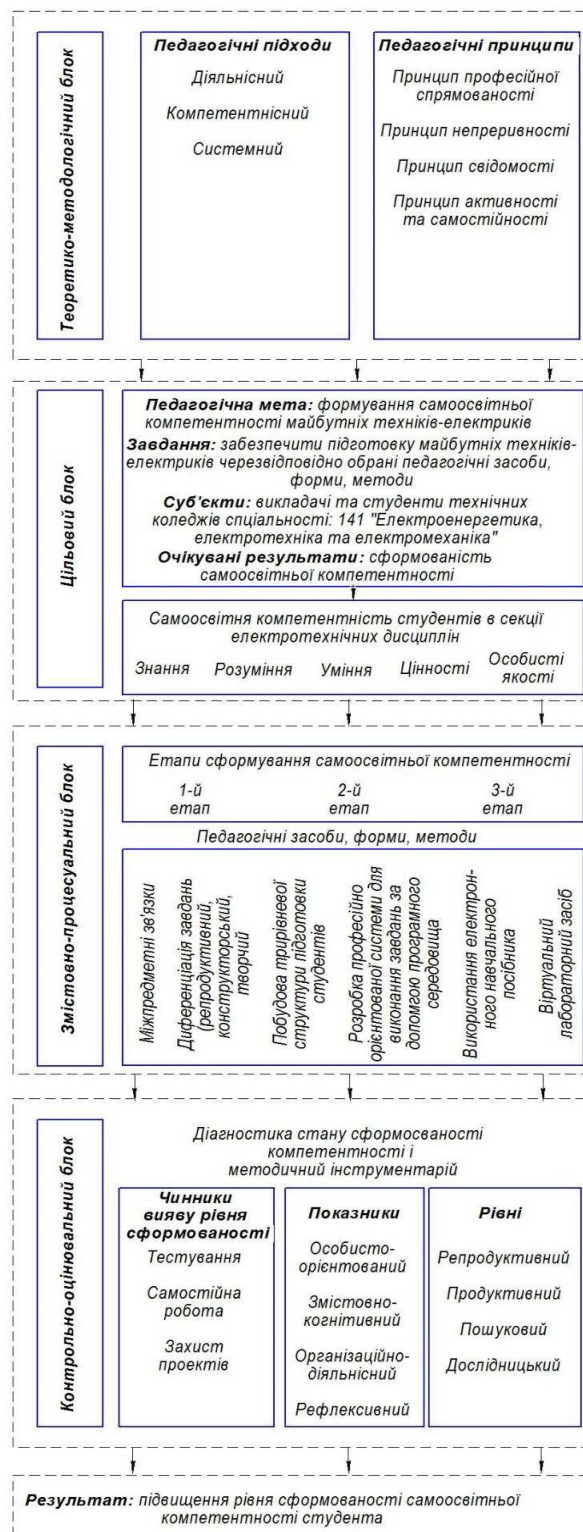 Теоретико-методологічний блок
Педагогічні підходи
Діяльнісний
Компетентнісний
Системний
Педагогічні принципи
Принцип професійної
спрямованості
Принцип непреривності
Принцип свідомості
Принцип активності
та самостійності
Цільовий блок
Педагогічна мета: формування самоосвітньої
компетентності майбутніх техніків-електриків
Завдання: забезпечити підготовку майбутніх техніків-
електриків черезвідповідно обрані педагогічні засоби,
форми, методи
Суб'єкти: викладачі та студенти технічних
коледжів спціальності: 141 "Електроенергетика,
електротехніка та електромеханіка"
Очікувані результати: сформованість
самоосвітньої компетентності
Самоосвітня компетентність студентів в секції
електротехнічних дисциплін
Знання Розуміння Уміння Цінності Особисті
якості
Змістовно-процесуальний блок
Етапи сформування самоосвітньої компетентності
1-й
етап
2-й
етап
3-й
етап
Педагогічні засоби, форми, методи
Міжпредметні зв'язки
Диференціація завдань
(репродуктивний,
конструкторський,
творчий
Побудова трирівневої
структури підготовки
студентів
Розробка професійно
орієнтованої системи для
виконання завдань за
допомогою програмного
середовища
Використання електрон-
ного навчального
посібника
Віртуальний
лабораторний засіб
Контрольно-оцінювальний блок
Діагностика стану сформосваності
компетентності і
методичний інструментарій
Чинники
вияву рівня
сформованості
Тестування
Самостійна
робота
Захист
проектів
Показники
Особисто-
орієнтований
Змістовно-
когнітивний
Організаційно-
діяльнісний
Рефлексивний
Рівні
Репродуктивний
Продуктивний
Пошуковий
Дослідницький
Результат: підвищення рівня сформованості самоосвітньої
компетентності студента